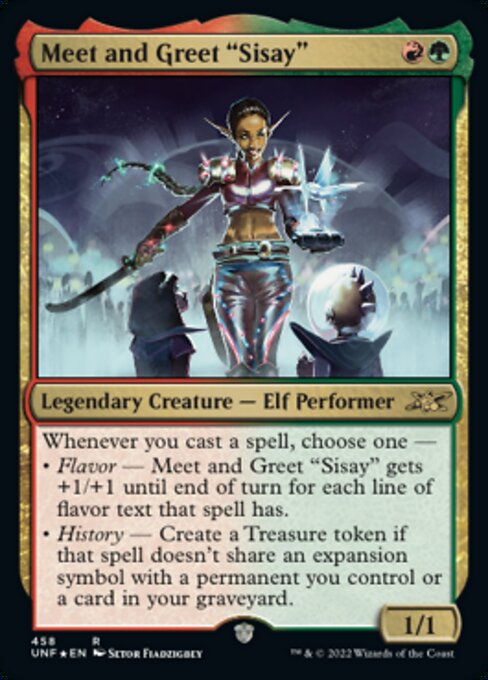 Meet and Greet “Sisay”
Legendary Creature — Elf Performer
Whenever you cast a spell, choose one —
• Flavor — Meet and Greet “Sisay” gets
+1/+1 until end of turn for each line of
flavor text that spell has.
• History — Create a Treasure token if
that spell doesn’t share an expansion
symbol with a permanent you control or
a card in your graveyard.
1/1
458 R
UNF★EN Setor Fiadzigbey
™ & © 2022 Wizards of the Coast